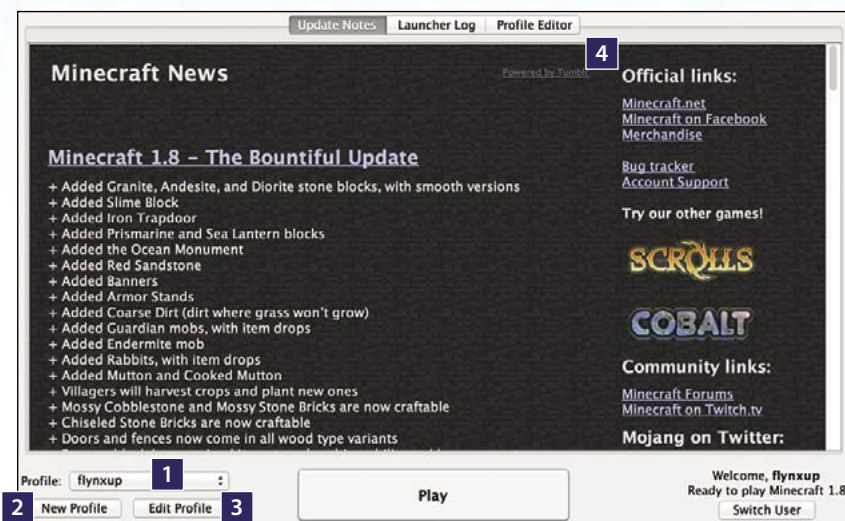 Update Notes Launcher Log Profile Editor
4
Minecraft News
Powered by Tumblr
Minecraft 1.8 – The Bountiful Update
+ Added Granite, Andesite, and Diorite stone blocks, with smooth versions
+ Added Slime Block
+ Added Iron Trapdoor
+ Added Prismarine and Sea Lantern blocks
+ Added the Ocean Monument
+ Added Red Sandstone
+ Added Banners
+ Added Armor Stands
+ Added Coarse Dirt (dirt where grass won't grow)
+ Added Guardian mobs, with item drops
+ Added Endermite mob
+ Added Rabbits, with item drops
+ Added Mutton and Cooked Mutton
+ Villagers will harvest crops and plant new ones
+ Mossy Cobblestone and Mossy Stone Bricks are now craftable
+ Chiseled Stone Bricks are now craftable
+ Doors and fences now come in all wood type variants
Official links:
Minecraft.net
Minecraft on Facebook
Merchandise
Bug tracker
Account Support
Try our other games!
SCROLLS
COBALT
Community links:
Minecraft Forums
Minecraft on Twitch.tv
Mojang on Twitter:
Profile: flynxup
1
2 New Profile Edit Profile 3
Play
Welcome, flynxup
Ready to play Minecraft 1.8
Switch User